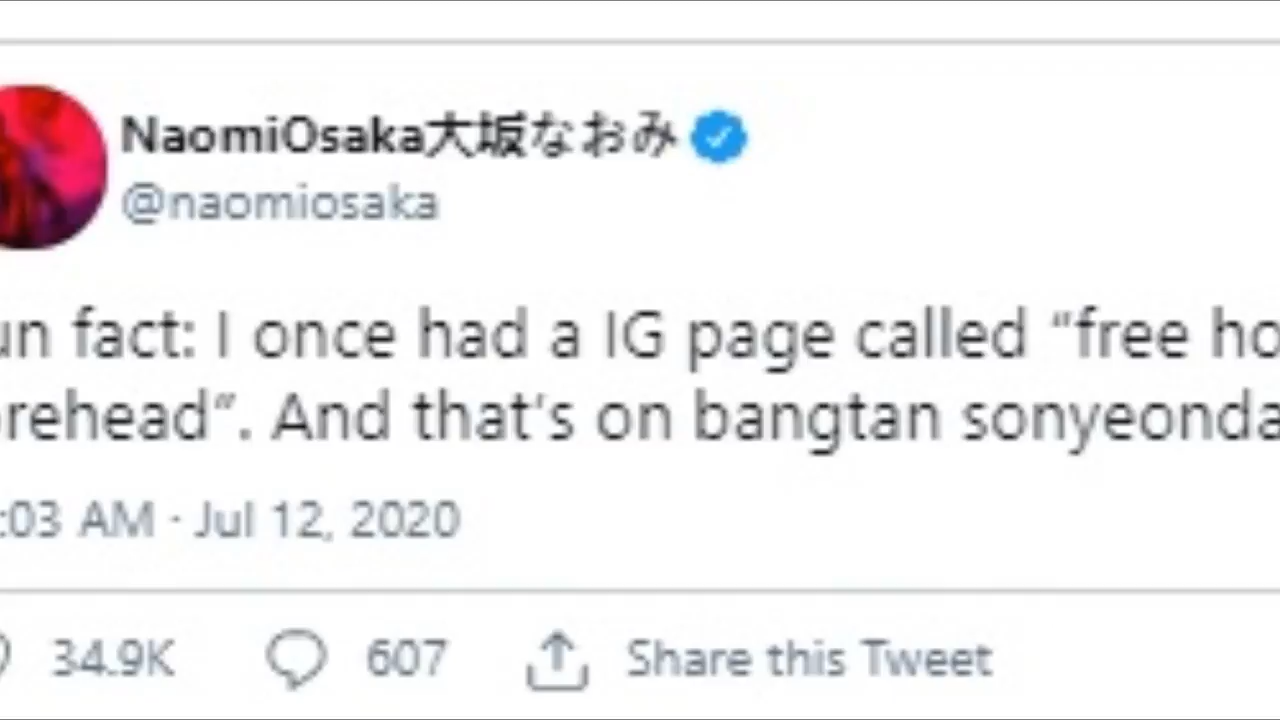 NaomiOsaka大坂なおみ
@naomiosaka
un fact: I once had a IG page called “free ho
orehead”. And that’s on bangtan sonyeonda
:03 AM · Jul 12, 2020
34.9K 607 Share this Tweet